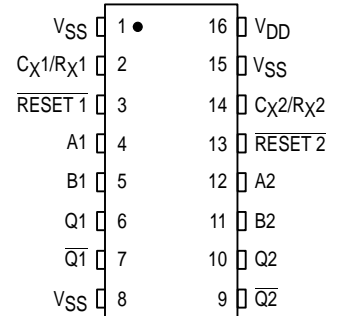 VSS 1 16 VDD
CX1/RX1 2 15 VSS
RESET 1 3 14 CX2/RX2
A1 4 13 RESET 2
B1 5 12 A2
Q1 6 11 B2
Q1 7 10 Q2
VSS 8 9 Q2